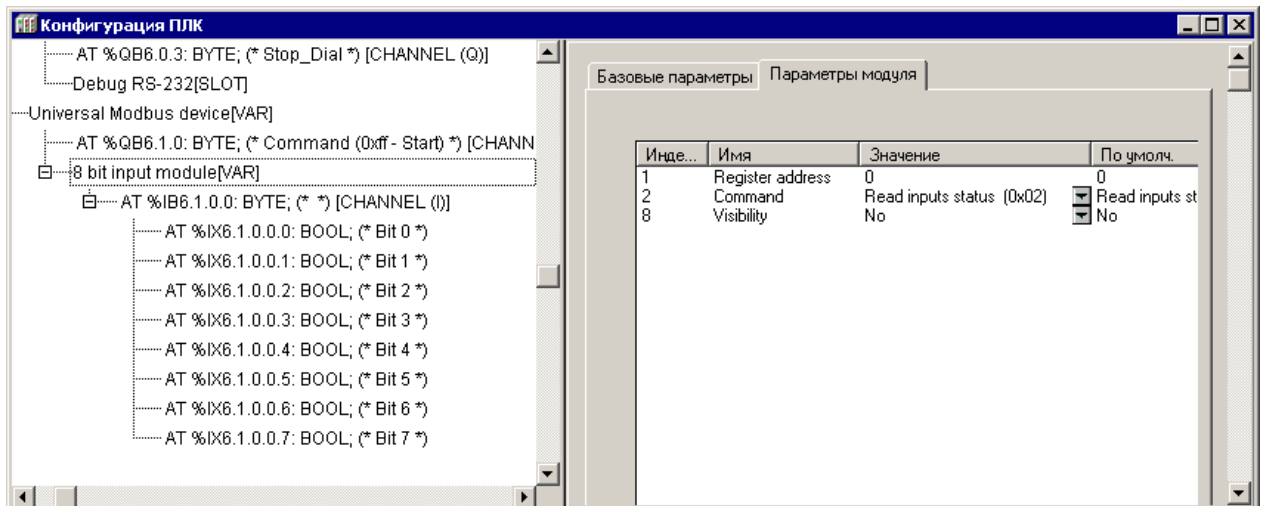 Конфигурация ПЛК
AT %QB6.0.3: BYTE; (* Stop_Dial *) [CHANNEL (Q)]
Debug RS-232[SLOT]
Universal Modbus device[VAR]
AT %QB6.1.0: BYTE; (* Command (0xff - Start) *) [CHANN
8 bit input module[VAR]
AT %IB6.1.0.0: BYTE; (* *) [CHANNEL (I)]
AT %IX6.1.0.0.0: BOOL; (* Bit 0 *)
AT %IX6.1.0.0.1: BOOL; (* Bit 1 *)
AT %IX6.1.0.0.2: BOOL; (* Bit 2 *)
AT %IX6.1.0.0.3: BOOL; (* Bit 3 *)
AT %IX6.1.0.0.4: BOOL; (* Bit 4 *)
AT %IX6.1.0.0.5: BOOL; (* Bit 5 *)
AT %IX6.1.0.0.6: BOOL; (* Bit 6 *)
AT %IX6.1.0.0.7: BOOL; (* Bit 7 *)
Базовые параметры Параметры модуля
Инде... Имя Значение По умолч.
1 Register address 0 0
2 Command Read inputs status (0x02) Read inputs st
8 Visibility No No